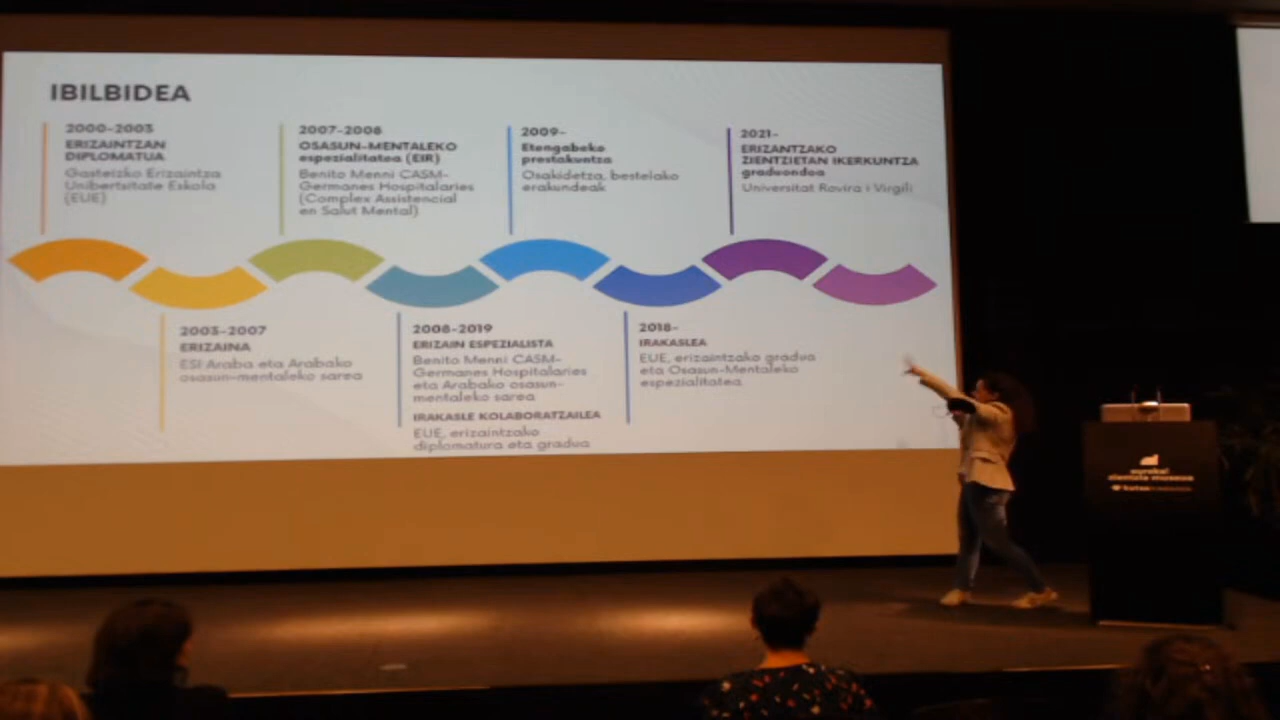 IBILBIDEA
2000-2003
ERIZAINTZAN
DIPLOMATUA
Gasteizko Erizaintza
Unibertsitate Eskola
(EUE)
2007-2008
OSASUN-MENTALEKO
espezialitatea (EIR)
Benito Menni CASM-
Germanes Hospitalaries
(Complex Assistencial
en Salut Mental)
2009-
Etengabeko
prestakuntza
Osakidetza, bestelako
erakundeak
2021-
ERIZANTZAKO
ZIENTZIETAN IKERKUNTZA
graduondoa
Universitat Rovira i Virgili
2003-2007
ERIZAINA
ESI Araba eta Arabako
osasun-mentaleko sarea
2008-2019
ERIZAIN ESPEZIALISTA
Benito Menni CASM-
Germanes Hospitalaries
eta Arabako osasun-
mentaleko sarea
IRAKASLE KOLABORATZAILEA
EUE, erizaintzako
diplomatura eta gradua
2018-
IRAKASLEA
EUE, erizaintzako gradua
eta Osasun-Mentaleko
espezialitatea
eureka!
zientzia museoa